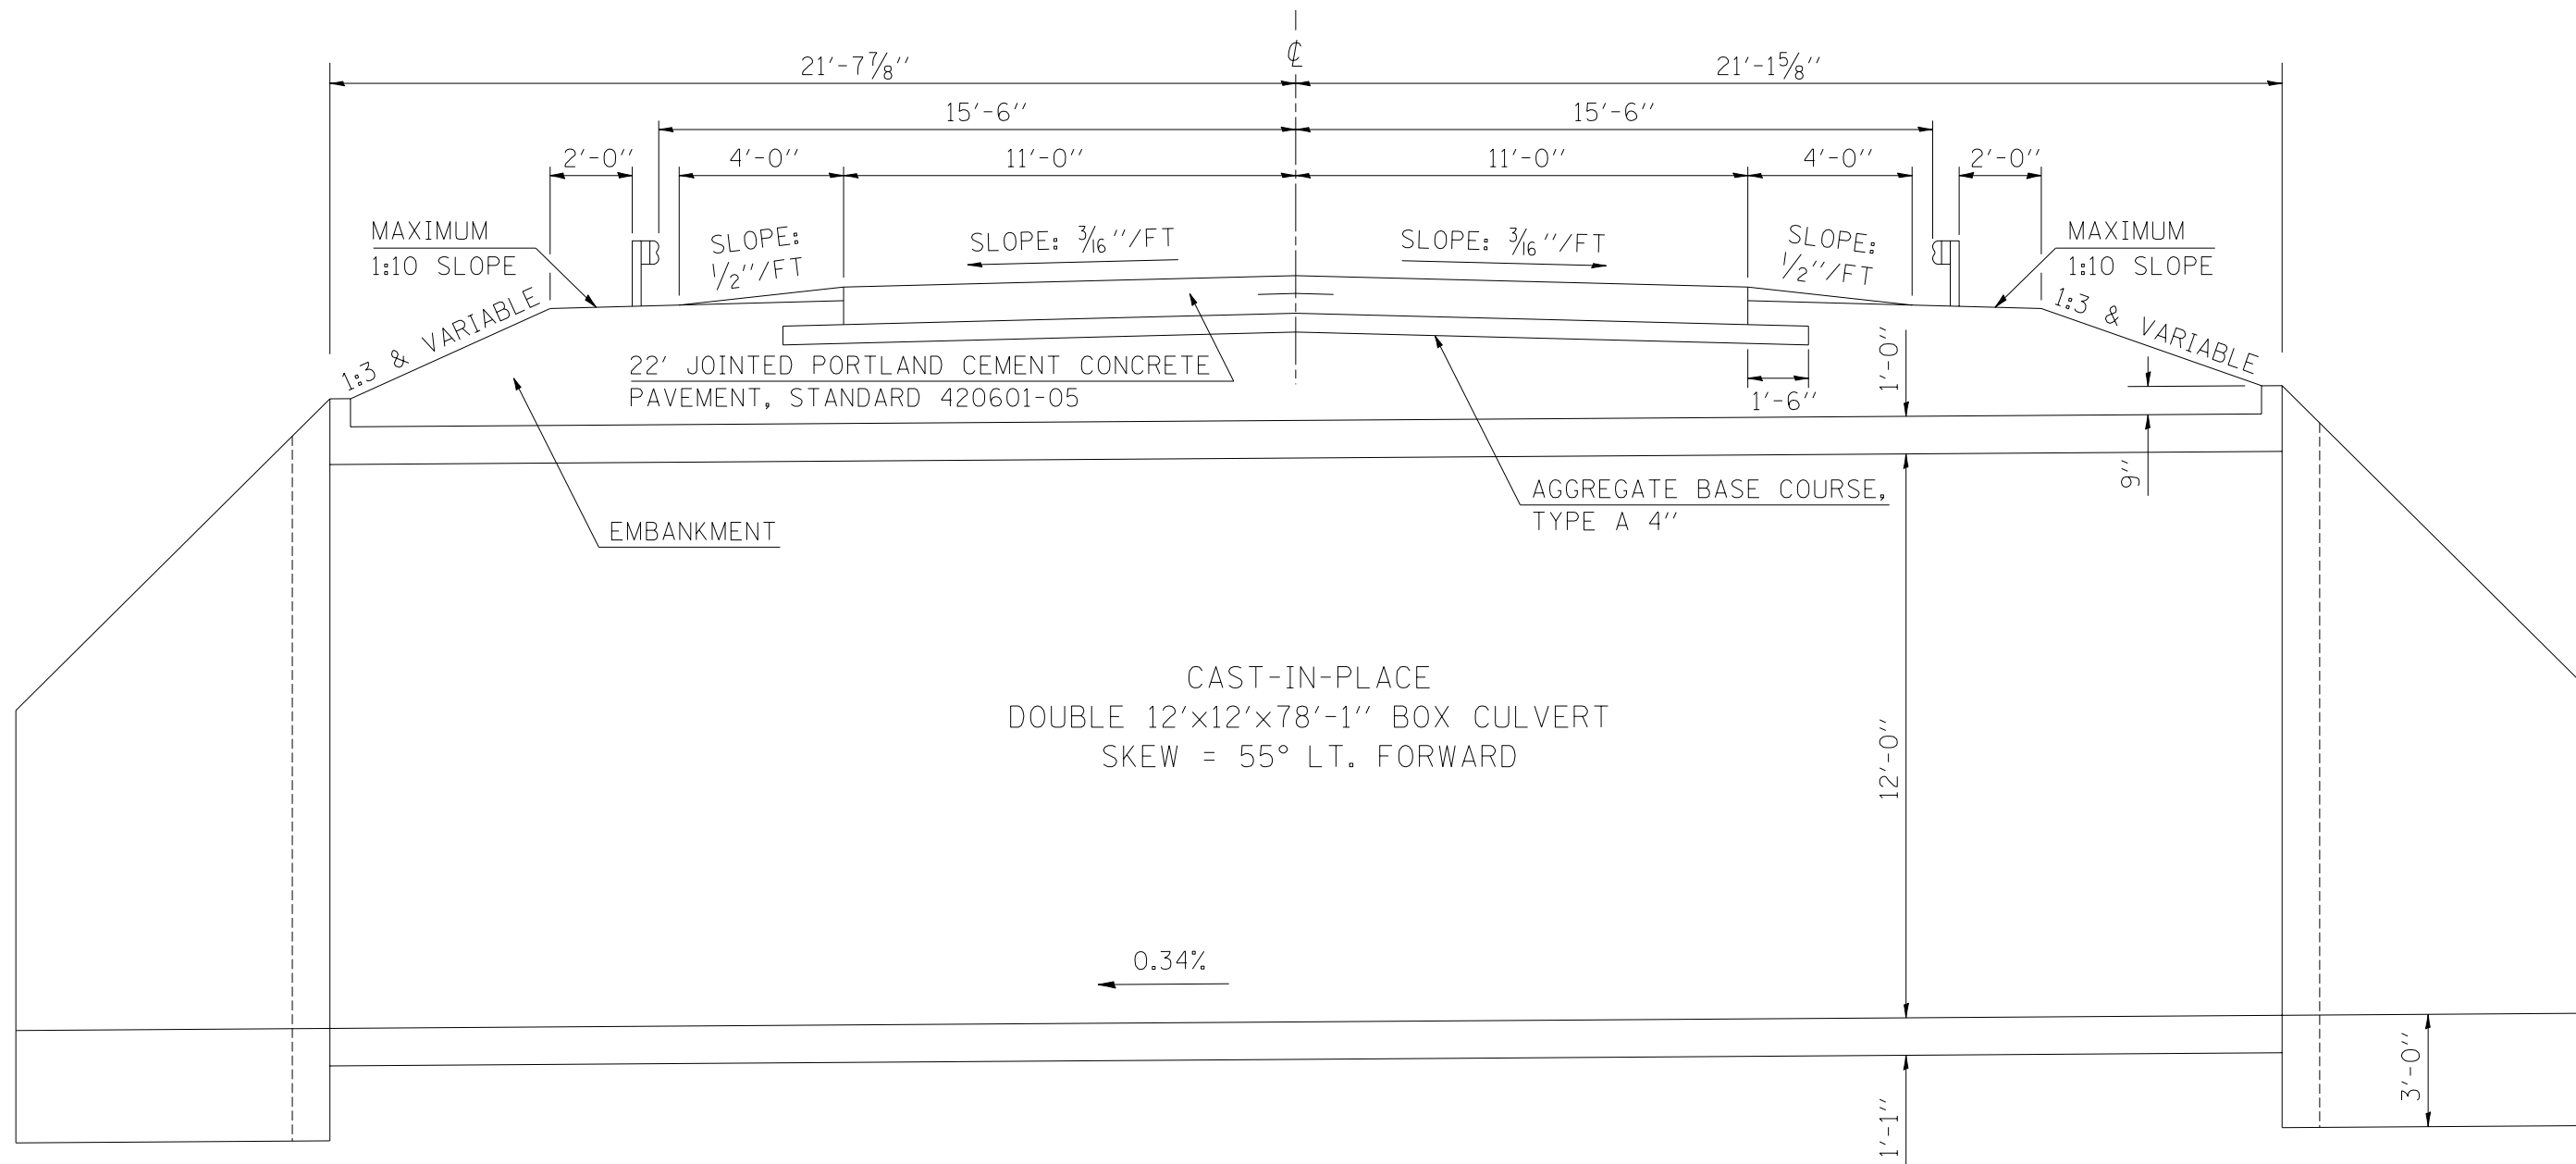 ℄
21'-7⅞" 21'-1⅝"
15'-6" 15'-6"
2'-0" 4'-0" 11'-0" 11'-0" 4'-0" 2'-0"
MAXIMUM
1:10 SLOPE
SLOPE:
1/2"/FT
SLOPE: 3/16"/FT
SLOPE: 3/16"/FT
SLOPE:
1/2"/FT
MAXIMUM
1:10 SLOPE
1:3 & VARIABLE
1:3 & VARIABLE
22' JOINTED PORTLAND CEMENT CONCRETE
PAVEMENT, STANDARD 420601-05
1'-6"
1'-0"
9"
EMBANKMENT
AGGREGATE BASE COURSE,
TYPE A 4"
CAST-IN-PLACE
DOUBLE 12'x12'x78'-1" BOX CULVERT
SKEW = 55° LT. FORWARD
12'-0"
0.34%
3'-0"
1'-1"